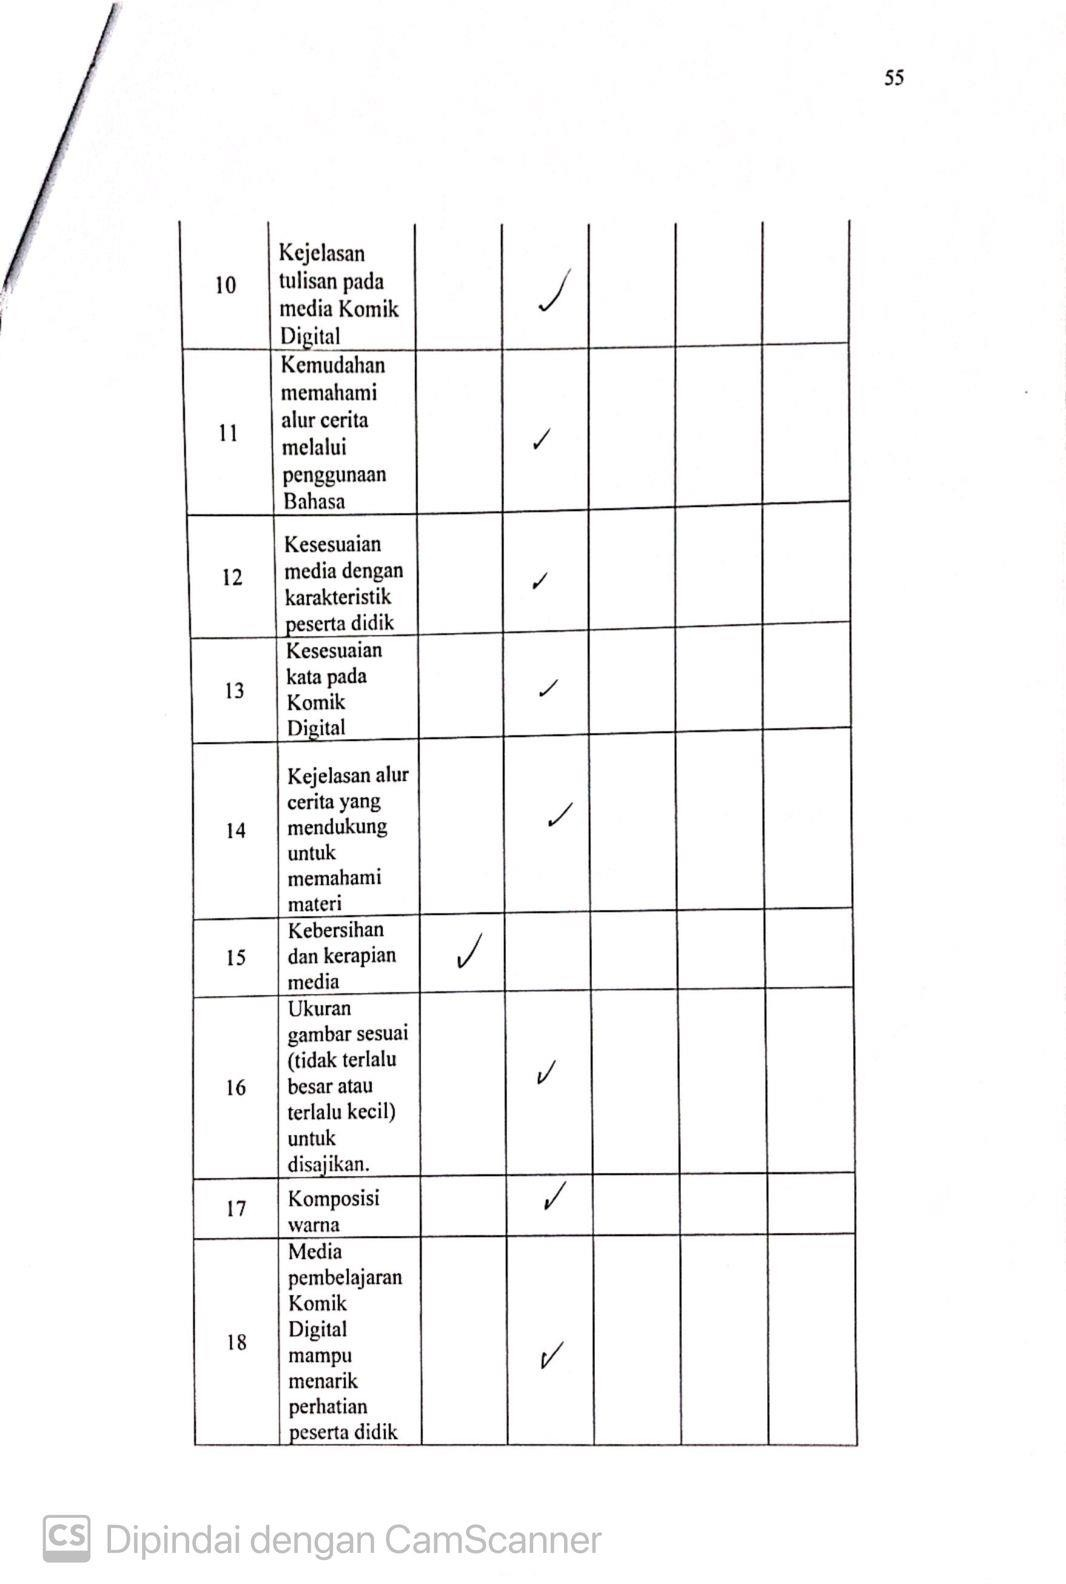 55
10
Kejelasan
tulisan pada
media Komik
Digital
11
Kemudahan
memahami
alur cerita
melalui
penggunaan
Bahasa
12
Kesesuaian
media dengan
karakteristik
peserta didik
13
Kesesuaian
kata pada
Komik
Digital
14
Kejelasan alur
cerita yang
mendukung
untuk
memahami
materi
15
Kebersihan
dan kerapian
media
16
Ukuran
gambar sesuai
(tidak terlalu
besar atau
terlalu kecil)
untuk
disajikan.
17
Komposisi
warna
18
Media
pembelajaran
Komik
Digital
mampu
menarik
perhatian
peserta didik
CS Dipindai dengan CamScanner